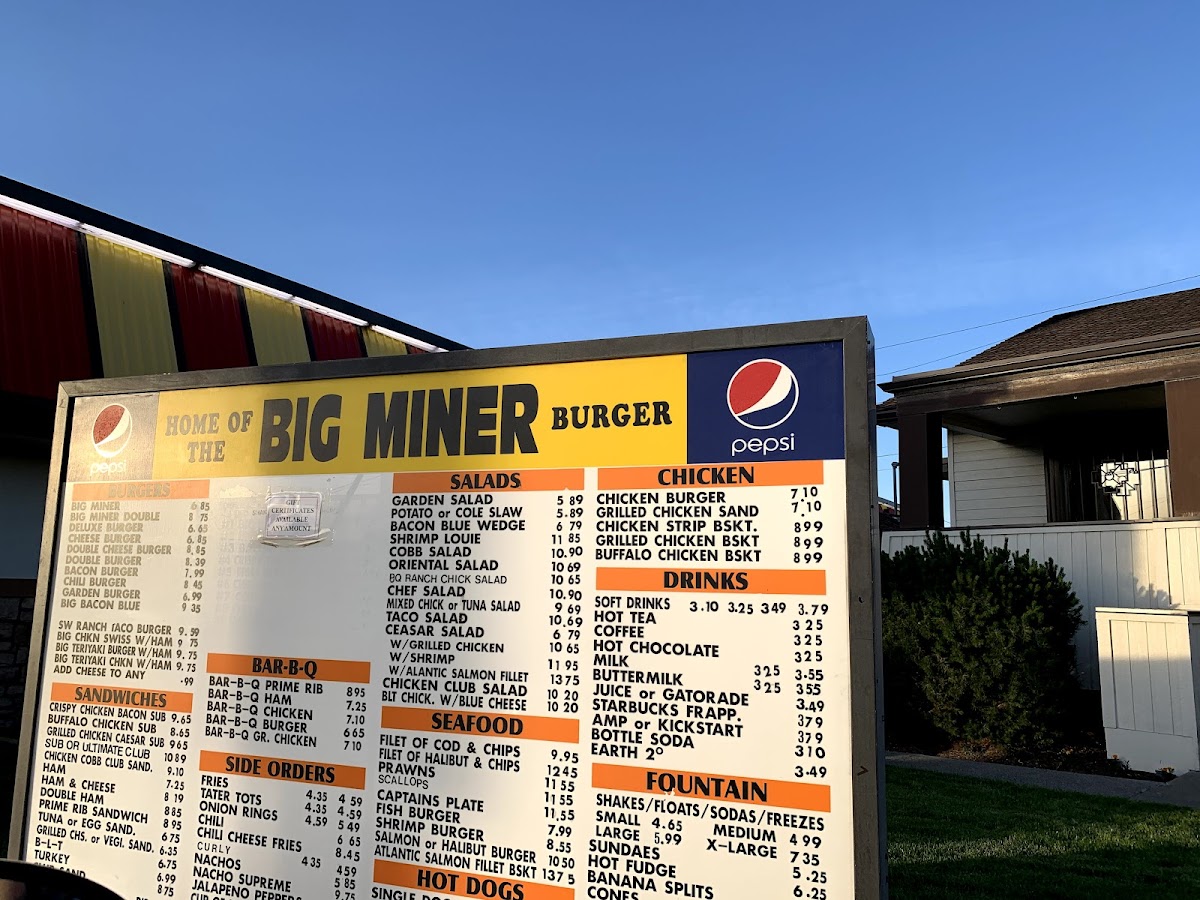 pepsi
HOME OF THE BIG MINER BURGER
pepsi
BURGERS
BIG MINER 6 85
BIG MINER DOUBLE 8 75
DELUXE BURGER 6.65
CHEESE BURGER 6.85
DOUBLE CHEESE BURGER 8.85
DOUBLE BURGER 8.39
BACON BURGER 7.99
CHILI BURGER 8 45
GARDEN BURGER 6.99
BIG BACON BLUE 9 35
SW RANCH TACO BURGER 9.59
BIG CHKN SWISS W/HAM 9 75
BIG TERIYAKI BURGER W/HAM 9.75
BIG TERIYAKI CHKN W/HAM 9.75
ADD CHEESE TO ANY .99
SANDWICHES
CRISPY CHICKEN BACON SUB 9.65
BUFFALO CHICKEN SUB 8.65
GRILLED CHICKEN CAESAR SUB 9 65
SUB OR ULTIMATE CLUB 10 89
CHICKEN COBB CLUB SAND. 9.10
HAM 7.25
HAM & CHEESE 8 19
DOUBLE HAM 8 85
PRIME RIB SANDWICH 8 95
TUNA or EGG SAND. 6 75
GRILLED CHS. or VEGI. SAND. 6.35
B-L-T 6.75
TURKEY 6.99
8 75
GIFT
CERTIFICATES
AVAILABLE
ANY AMOUNT
BAR-B-Q
BAR-B-Q PRIME RIB 8 95
BAR-B-Q HAM 7.25
BAR-B-Q CHICKEN 7.10
BAR-B-Q BURGER 6 65
BAR-B-Q GR. CHICKEN 7 10
SIDE ORDERS
FRIES 4.35 4 59
TATER TOTS 4.35 4.59
ONION RINGS 4.59 5 49
CHILI 6 65
CHILI CHEESE FRIES 8.45
CURLY 4 35 4 59
NACHOS 5 85
NACHO SUPREME 9.75
JALAPENO PEPPERS
SALADS
GARDEN SALAD 5 89
POTATO or COLE SLAW 5.89
BACON BLUE WEDGE 6 79
SHRIMP LOUIE 11 85
COBB SALAD 10.90
ORIENTAL SALAD 10 69
BQ RANCH CHICK SALAD 10 65
CHEF SALAD 10.90
MIXED CHICK or TUNA SALAD 9 69
TACO SALAD 10.69
CEASAR SALAD 6 79
W/GRILLED CHICKEN 10 65
W/SHRIMP 11 95
W/ALANTIC SALMON FILLET 13 75
CHICKEN CLUB SALAD 10 20
BLT CHICK. W/BLUE CHEESE 10 20
SEAFOOD
FILET OF COD & CHIPS 9.95
FILET OF HALIBUT & CHIPS 12 45
PRAWNS 11 55
SCALLOPS 11 55
CAPTAINS PLATE 11.55
FISH BURGER 7.99
SHRIMP BURGER 8.55
SALMON or HALIBUT BURGER 10 50
ATLANTIC SALMON FILLET BSKT 13 75
HOT DOGS
CHICKEN
CHICKEN BURGER 7.10
GRILLED CHICKEN SAND 7.10
CHICKEN STRIP BSKT. 8 99
GRILLED CHICKEN BSKT 8 99
BUFFALO CHICKEN BSKT 8 99
DRINKS
SOFT DRINKS 3.10 3.25 3 49 3.79
HOT TEA 3 25
COFFEE 3 25
HOT CHOCOLATE 3 25
MILK 3 25 3.55
BUTTERMILK 3 25 3 55
JUICE or GATORADE 3.49
STARBUCKS FRAPP. 3 79
AMP or KICKSTART 3 79
BOTTLE SODA 3 10
EARTH 2O 3.49
FOUNTAIN
SHAKES/FLOATS/SODAS/FREEZES
SMALL 4.65 MEDIUM 4 99
LARGE 5.99 X-LARGE 7 35
SUNDAES 5.25
HOT FUDGE 6.25
BANANA SPLITS
CONES